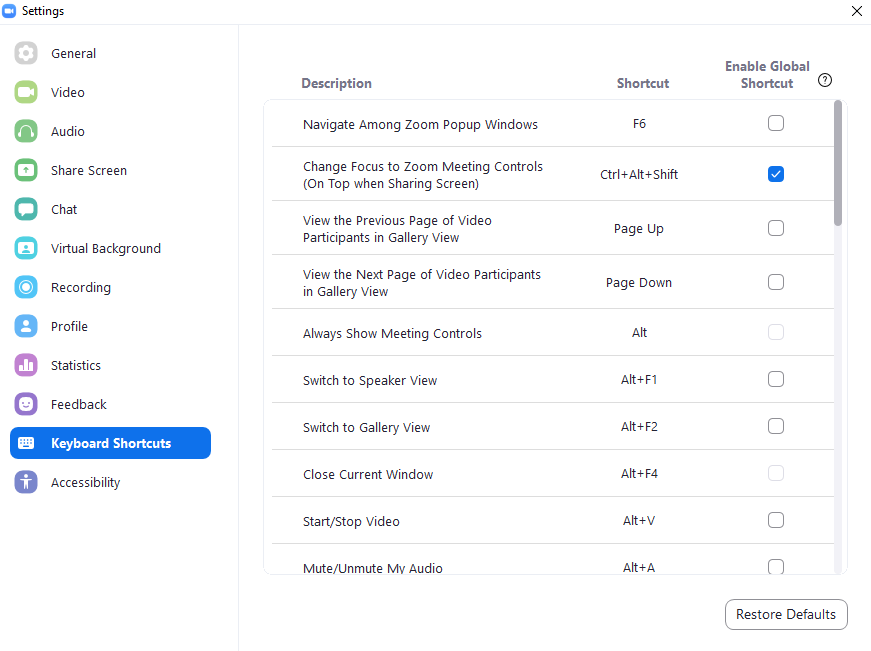 Settings
General
Video
Audio
Share Screen
Chat
Virtual Background
Recording
Profile
Statistics
Feedback
Keyboard Shortcuts
Accessibility
Description Shortcut Enable Global
Shortcut ?
Navigate Among Zoom Popup Windows F6
Change Focus to Zoom Meeting Controls
(On Top when Sharing Screen) Ctrl+Alt+Shift
View the Previous Page of Video
Participants in Gallery View Page Up
View the Next Page of Video Participants
in Gallery View Page Down
Always Show Meeting Controls Alt
Switch to Speaker View Alt+F1
Switch to Gallery View Alt+F2
Close Current Window Alt+F4
Start/Stop Video Alt+V
Mute/Unmute My Audio Alt+A
Restore Defaults